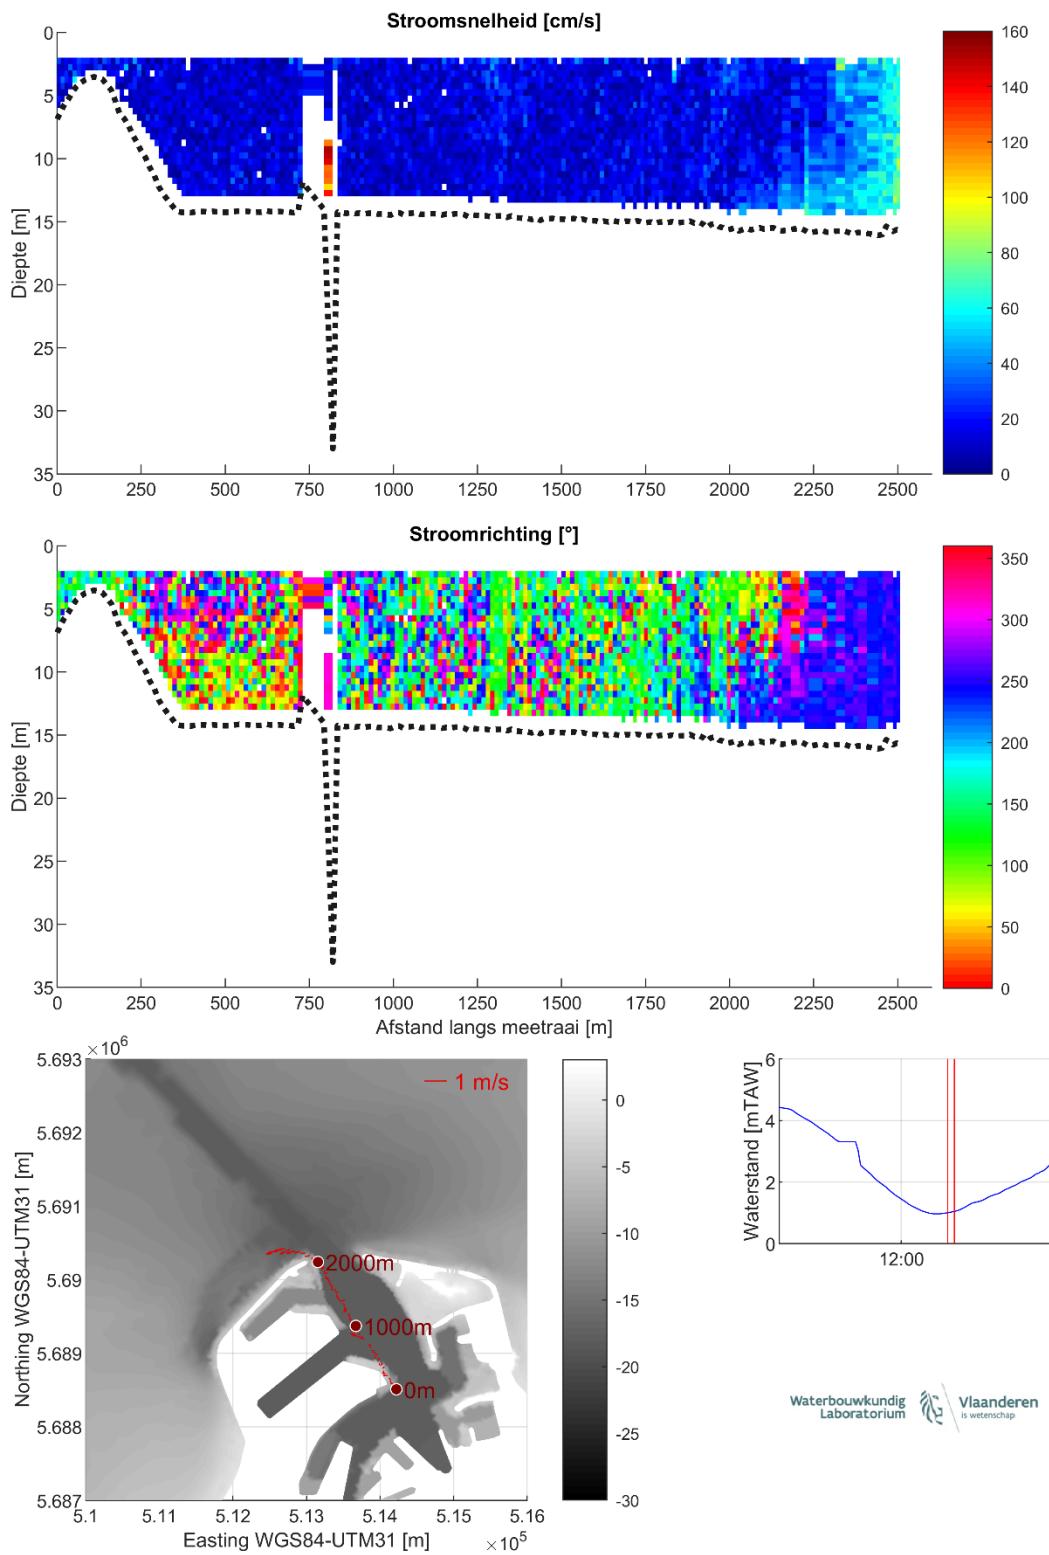 Stroomsnelheid [cm/s]
0
5
10
15
20
25
30
35
Diepte [m]
0 250 500 750 1000 1250 1500 1750 2000 2250 2500
160
140
120
100
80
60
40
20
0
Stroomrichting [°]
0
5
10
15
20
25
30
35
Diepte [m]
0 250 500 750 1000 1250 1500 1750 2000 2250 2500
Afstand langs meetraai [m]
350
300
250
200
150
100
50
0
×10⁶
5.693
5.692
5.691
5.69
5.689
5.688
5.687
Northing WGS84-UTM31 [m]
1 m/s
2000m
1000m
0m
5.1 5.11 5.12 5.13 5.14 5.15 5.16
Easting WGS84-UTM31 [m]
×10⁵
0
-5
-10
-15
-20
-25
-30
6
4
2
0
Waterstand [mTAW]
12:00
Waterbouwkundig
Laboratorium
Vlaanderen
is wetenschap